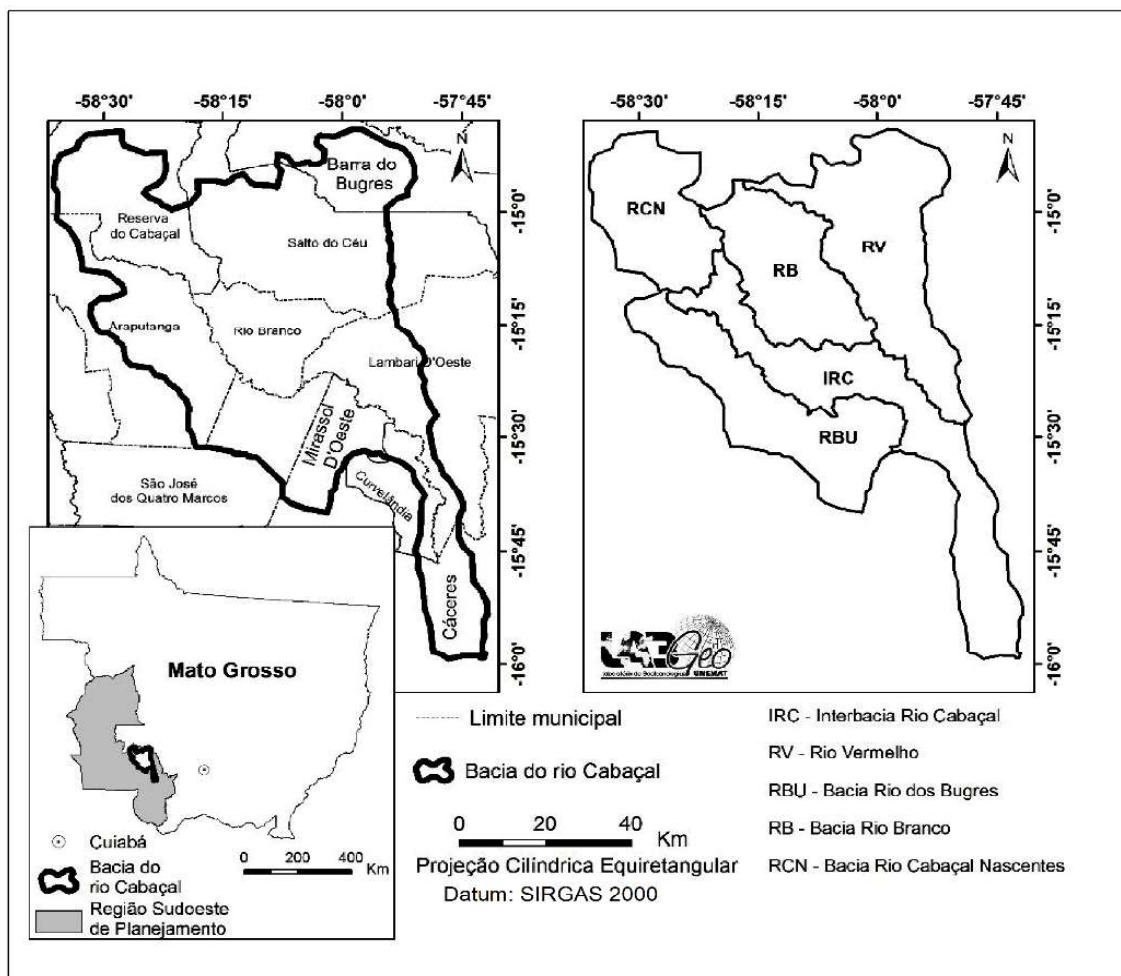 -58°30' -58°15' -58°0' -57°45'
N
Barra do
Bugres
Reserva
do Cabaçal
Salto do Céu
Araputanga
Rio Branco
Lambari D'Oeste
Mirassol
D'Oeste
São José
dos Quatro Marcos
Curvelândia
Cáceres
-15°0'
-15°15'
-15°30'
-15°45'
-16°0'
Mato Grosso
Cuiabá
0 200 400
Km
Bacia do
rio Cabaçal
Região Sudoeste
de Planejamento
-58°30' -58°15' -58°0' -57°45'
N
RCN
RB
RV
IRC
RBU
-15°0'
-15°15'
-15°30'
-15°45'
-16°0'
Geo
UNEMAT
Limite municipal
Bacia do rio Cabaçal
0 20 40
Km
Projeção Cilíndrica Equiretangular
Datum: SIRGAS 2000
IRC - Interbacia Rio Cabaçal
RV - Rio Vermelho
RBU - Bacia Rio dos Bugres
RB - Bacia Rio Branco
RCN - Bacia Rio Cabaçal Nascentes